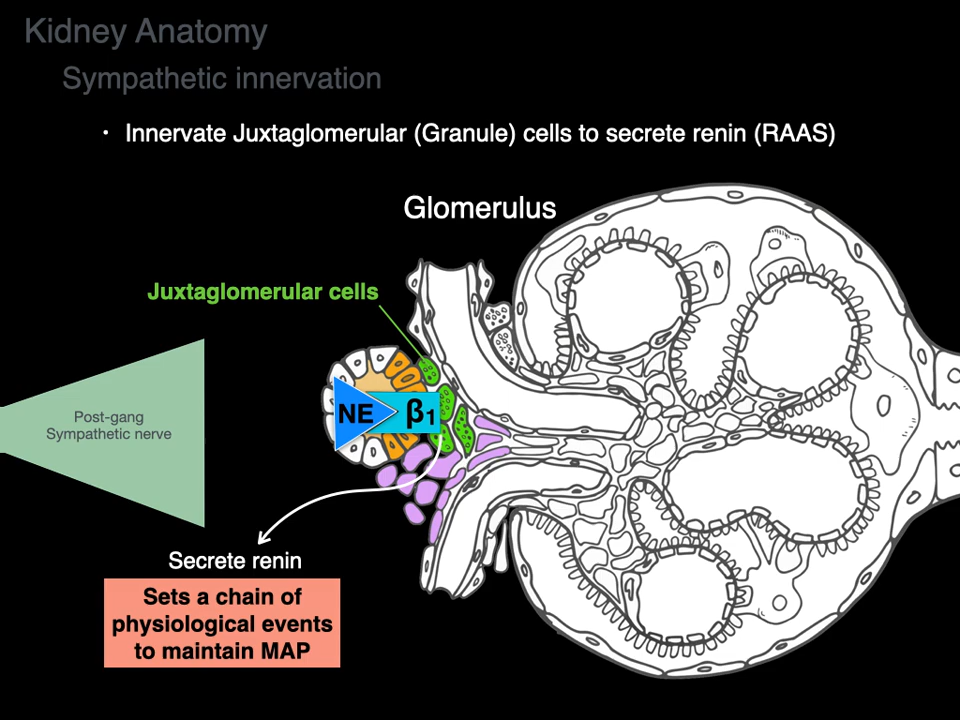 Kidney Anatomy
Sympathetic innervation
• Innervate Juxtaglomerular (Granule) cells to secrete renin (RAAS)
Glomerulus
Juxtaglomerular cells
Post-gang
Sympathetic nerve
NE
β1
Secrete renin
Sets a chain of
physiological events
to maintain MAP